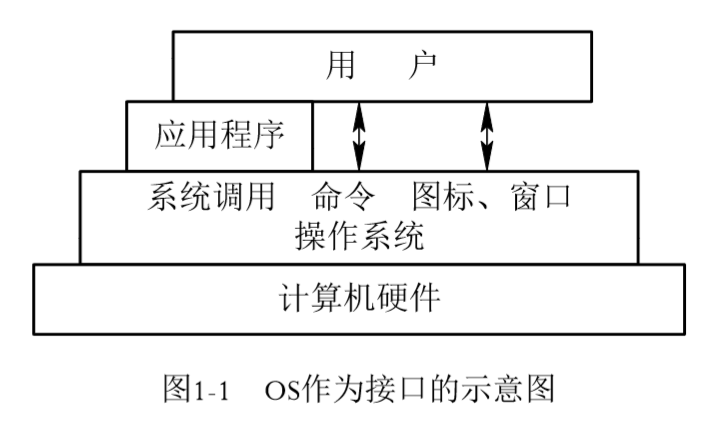 用 户
应用程序
系统调用 命令 图标、窗口
操作系统
计算机硬件
图1-1 OS作为接口的示意图